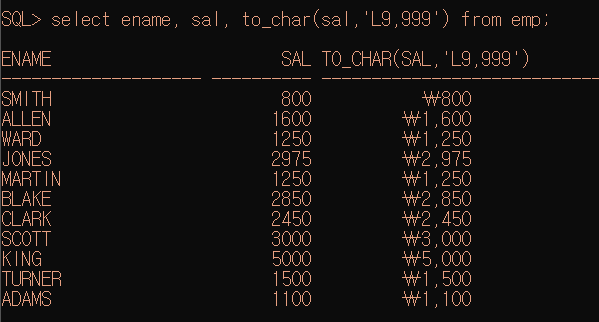 SQL> select ename, sal, to_char(sal,'L9,999') from emp;
ENAME SAL TO_CHAR(SAL,'L9,999')
-------------------- ---------- ----------------------------
SMITH 800 ₩800
ALLEN 1600 ₩1,600
WARD 1250 ₩1,250
JONES 2975 ₩2,975
MARTIN 1250 ₩1,250
BLAKE 2850 ₩2,850
CLARK 2450 ₩2,450
SCOTT 3000 ₩3,000
KING 5000 ₩5,000
TURNER 1500 ₩1,500
ADAMS 1100 ₩1,100